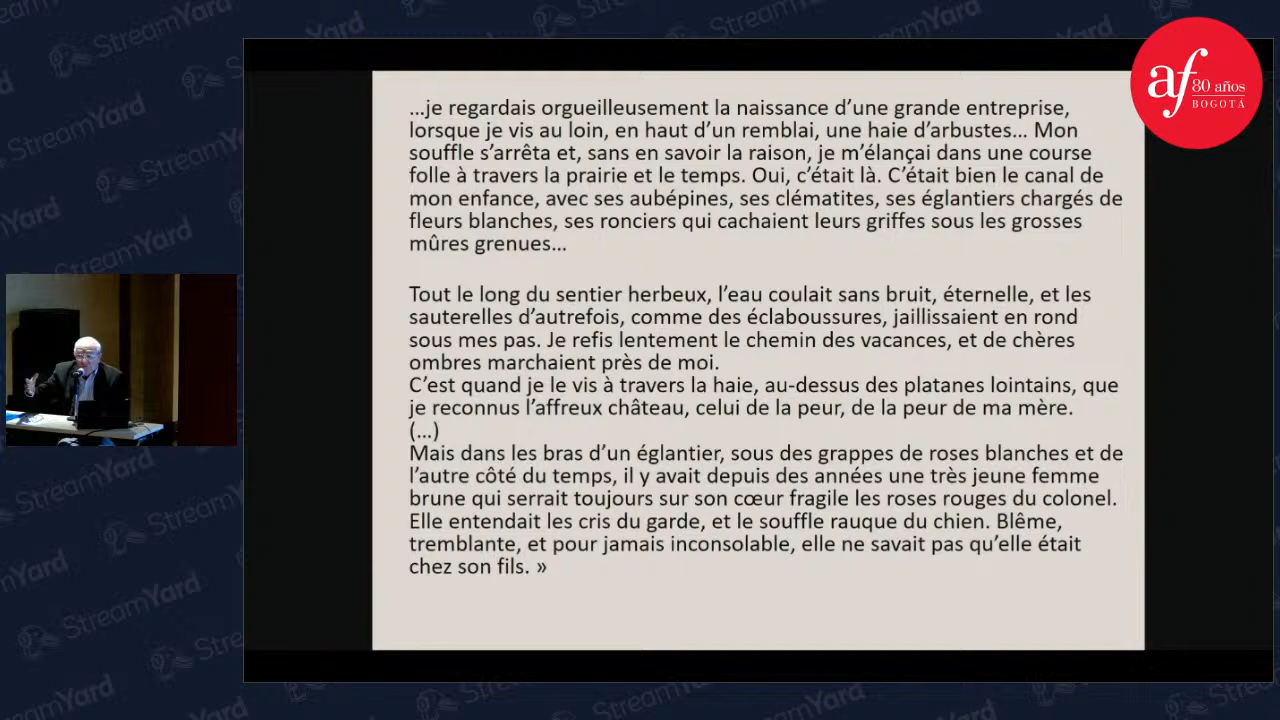 …je regardais orgueilleusement la naissance d’une grande entreprise,
lorsque je vis au loin, en haut d’un remblai, une haie d’arbustes… Mon
souffle s’arrêta et, sans en savoir la raison, je m’élançai dans une course
folle à travers la prairie et le temps. Oui, c’était là. C’était bien le canal de
mon enfance, avec ses aubépines, ses clématites, ses églantiers chargés de
fleurs blanches, ses ronciers qui cachaient leurs griffes sous les grosses
mûres grenues…
Tout le long du sentier herbeux, l’eau coulait sans bruit, éternelle, et les
sauterelles d’autrefois, comme des éclaboussures, jaillissaient en rond
sous mes pas. Je refis lentement le chemin des vacances, et de chères
ombres marchaient près de moi.
C’est quand je le vis à travers la haie, au-dessus des platanes lointains, que
je reconnus l’affreux château, celui de la peur, de la peur de ma mère.
(…)
Mais dans les bras d’un églantier, sous des grappes de roses blanches et de
l’autre côté du temps, il y avait depuis des années une très jeune femme
brune qui serrait toujours sur son cœur fragile les roses rouges du colonel.
Elle entendait les cris du garde, et le souffle rauque du chien. Blême,
tremblante, et pour jamais inconsolable, elle ne savait pas qu’elle était
chez son fils. »
af 80 años
BOGOTÁ
StreamYard